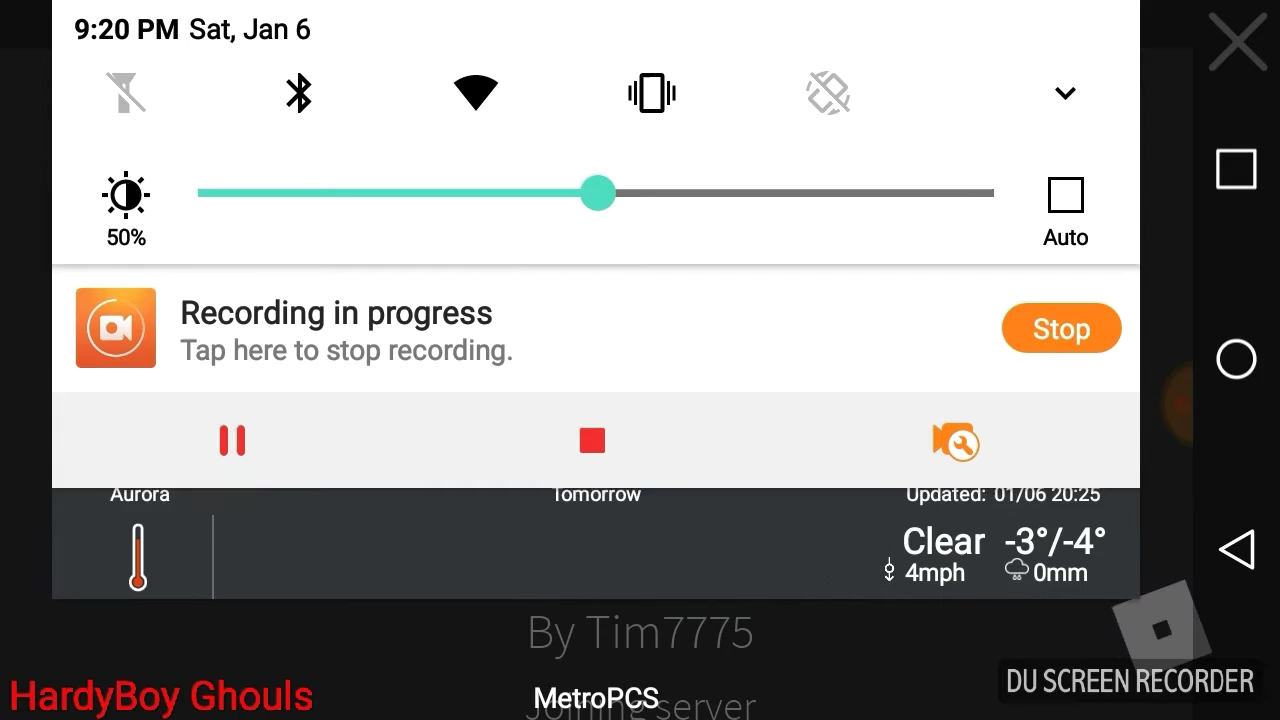 9:20 PM Sat, Jan 6
50%
Auto
Recording in progress
Tap here to stop recording.
Stop
Aurora
Tomorrow
Updated: 01/06 20:25
Clear -3°/-4°
4mph 0mm
By Tim7775
HardyBoy Ghouls
MetroPCS
Joining server
DU SCREEN RECORDER